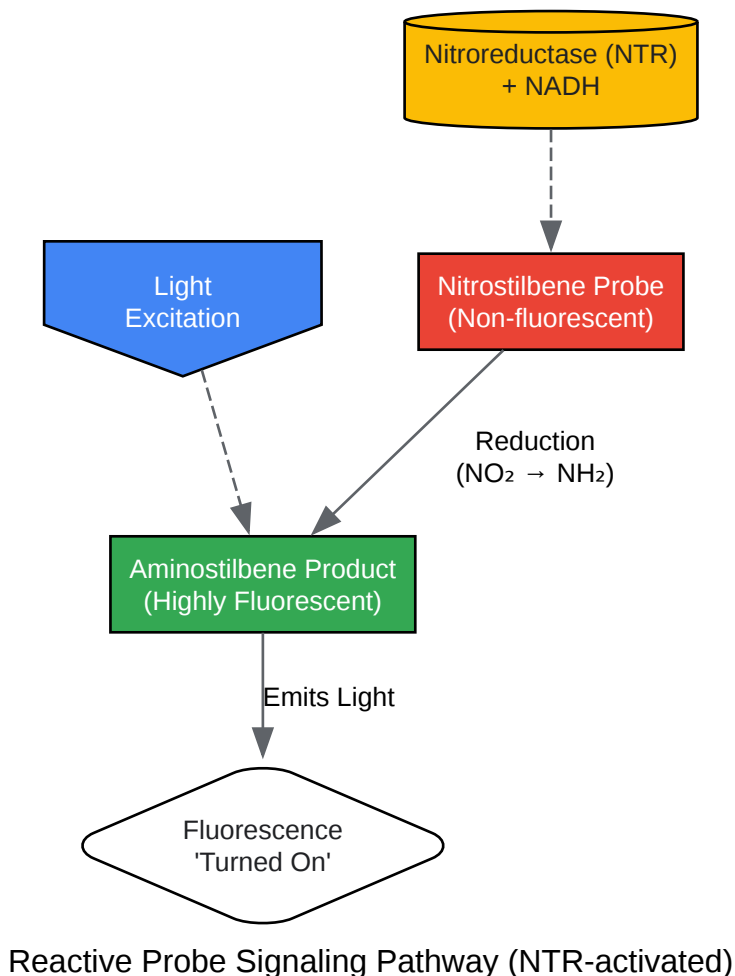 Nitroreductase (NTR)
+ NADH
Light
Excitation
Nitrostilbene Probe
(Non-fluorescent)
Reduction
(NO₂ → NH₂)
Aminostilbene Product
(Highly Fluorescent)
Emits Light
Fluorescence
'Turned On'
Reactive Probe Signaling Pathway (NTR-activated)